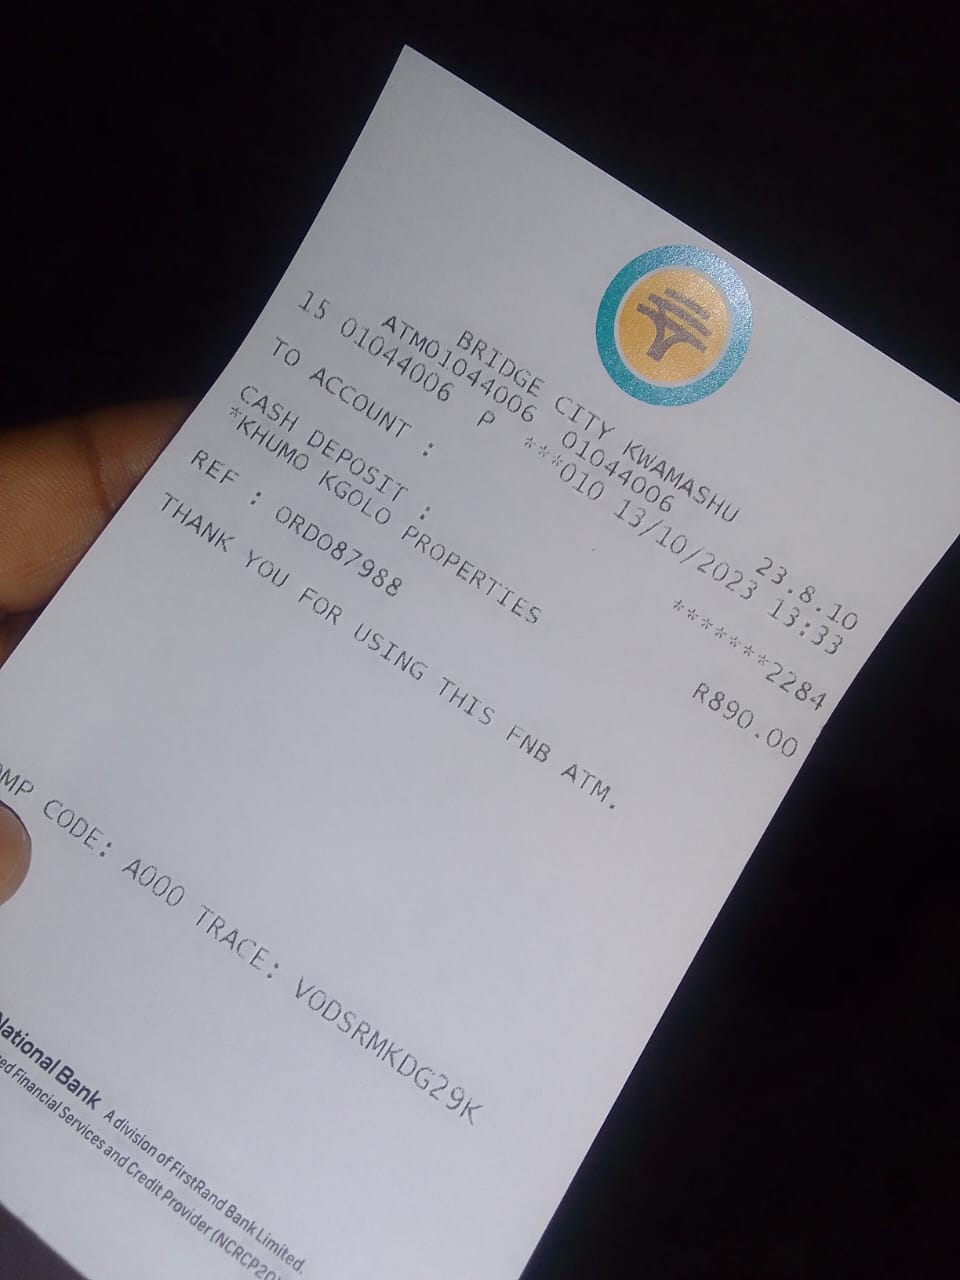 BRIDGE CITY KWAMASHU
ATM01044006 01044006 23.8.10
15 01044006 P ***010 13/10/2023 13:33
TO ACCOUNT : *******2284
CASH DEPOSIT : R890.00
*KHUMO KGOLO PROPERTIES
REF : ORD087988
THANK YOU FOR USING THIS FNB ATM.
CODE: A000 TRACE: VODSRMKDG29K
National Bank A division of FirstRand Bank Limited.
Financial Services and Credit Provider